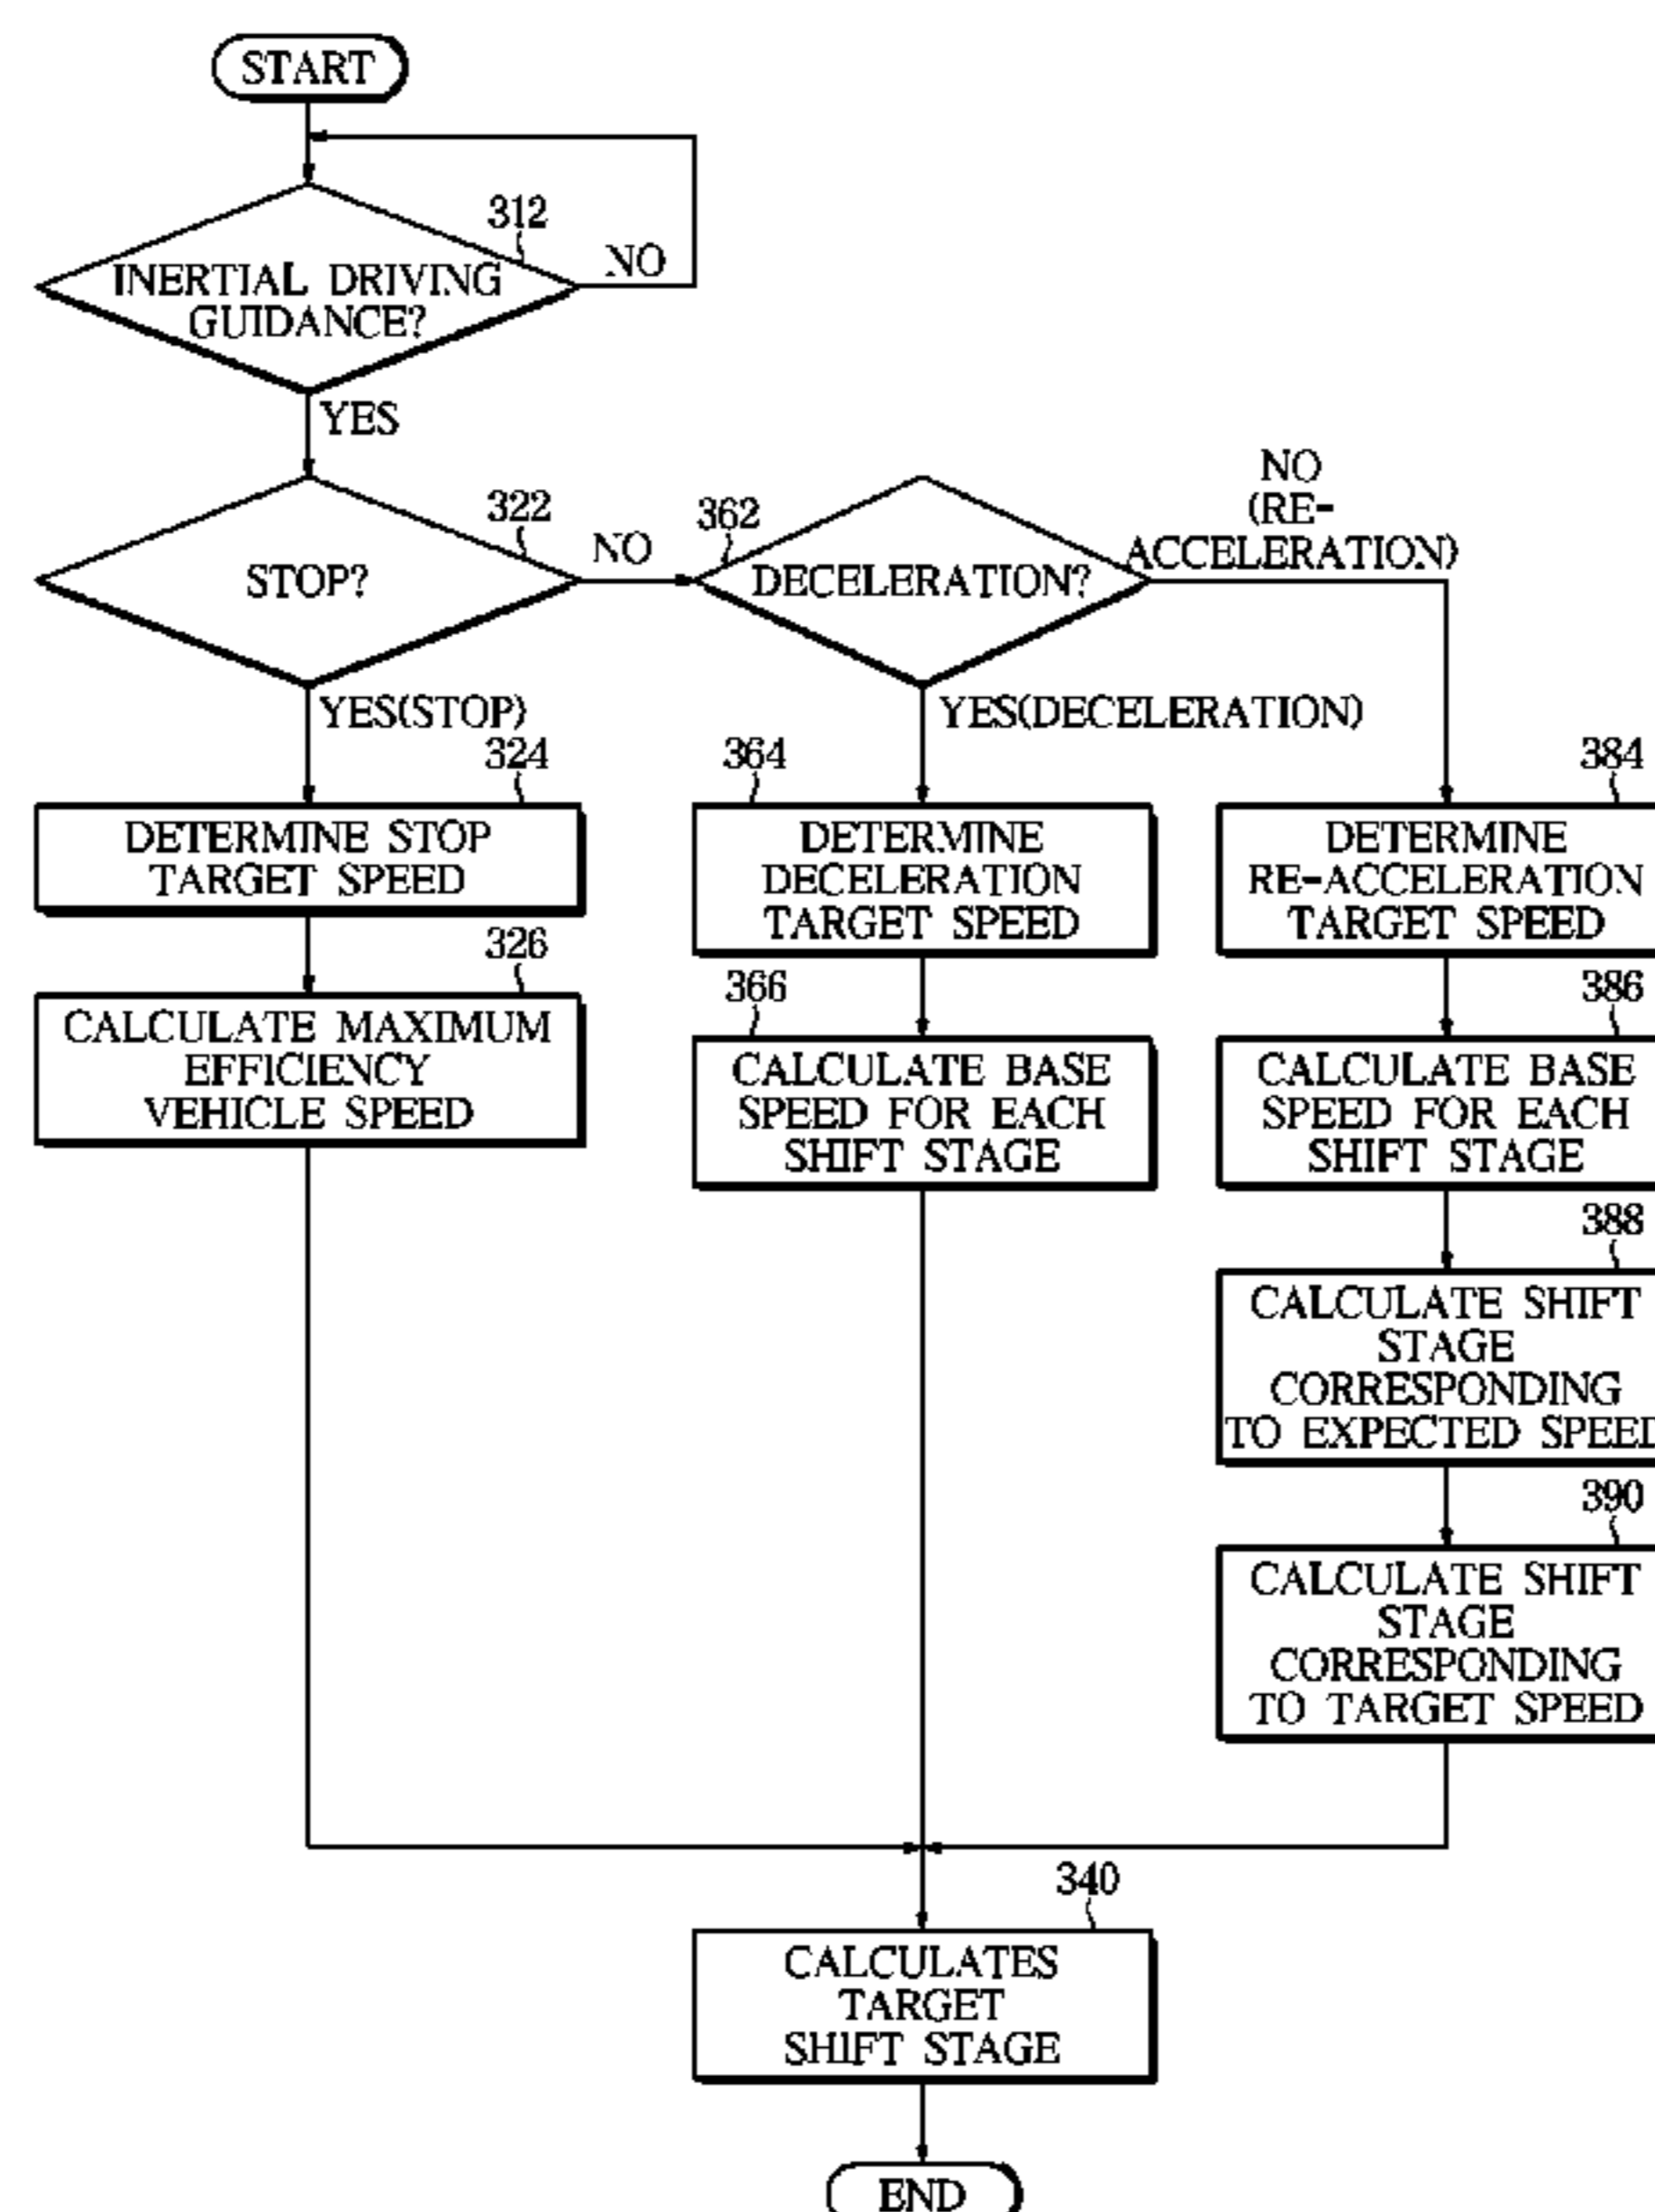 START
312
NO
INERTIAL DRIVING
GUIDANCE?
YES
322
STOP?
NO
362
DECELERATION?
NO
(RE-
ACCELERATION)
YES(STOP)
YES(DECELERATION)
324
DETERMINE STOP
TARGET SPEED
326
CALCULATE MAXIMUM
EFFICIENCY
VEHICLE SPEED
364
DETERMINE
DECELERATION
TARGET SPEED
366
CALCULATE BASE
SPEED FOR EACH
SHIFT STAGE
384
DETERMINE
RE-ACCELERATION
TARGET SPEED
386
CALCULATE BASE
SPEED FOR EACH
SHIFT STAGE
388
CALCULATE SHIFT
STAGE
CORRESPONDING
TO EXPECTED SPEED
390
CALCULATE SHIFT
STAGE
CORRESPONDING
TO TARGET SPEED
340
CALCULATES
TARGET
SHIFT STAGE
END